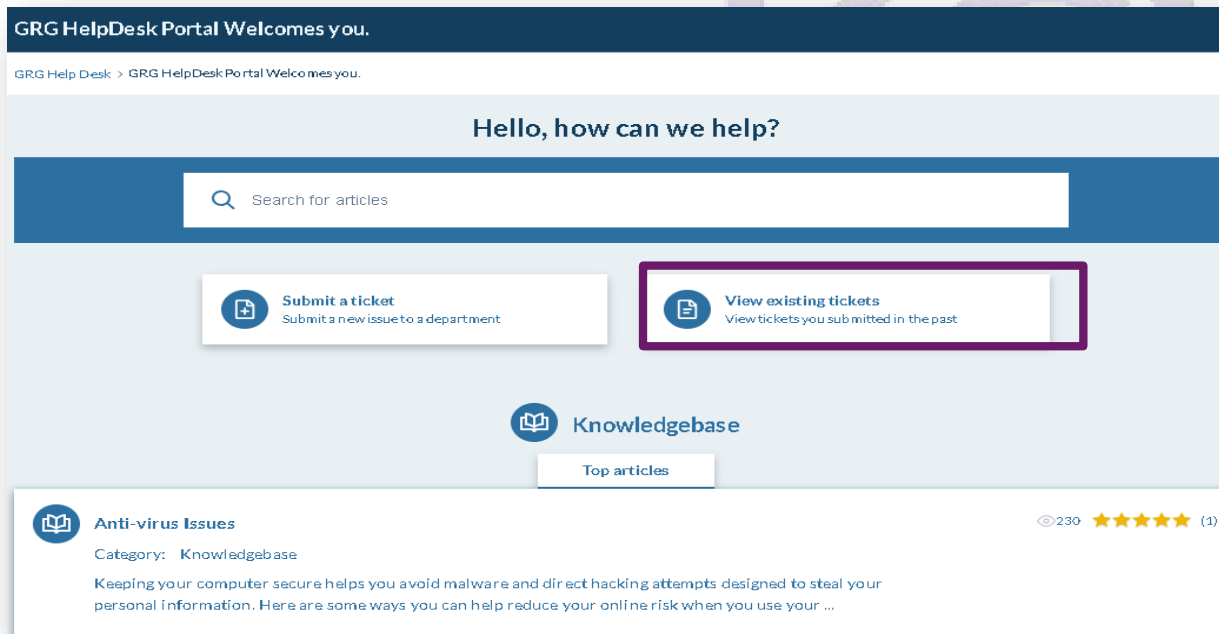 GRG HelpDesk Portal Welcomes you.
GRG Help Desk > GRG HelpDesk Portal Welcomes you.
Hello, how can we help?
Search for articles
Submit a ticket
Submit a new issue to a department
View existing tickets
View tickets you submitted in the past
Knowledgebase
Top articles
Anti-virus Issues
230 (1)
Category: Knowledgebase
Keeping your computer secure helps you avoid malware and direct hacking attempts designed to steal your
personal information. Here are some ways you can help reduce your online risk when you use your ...